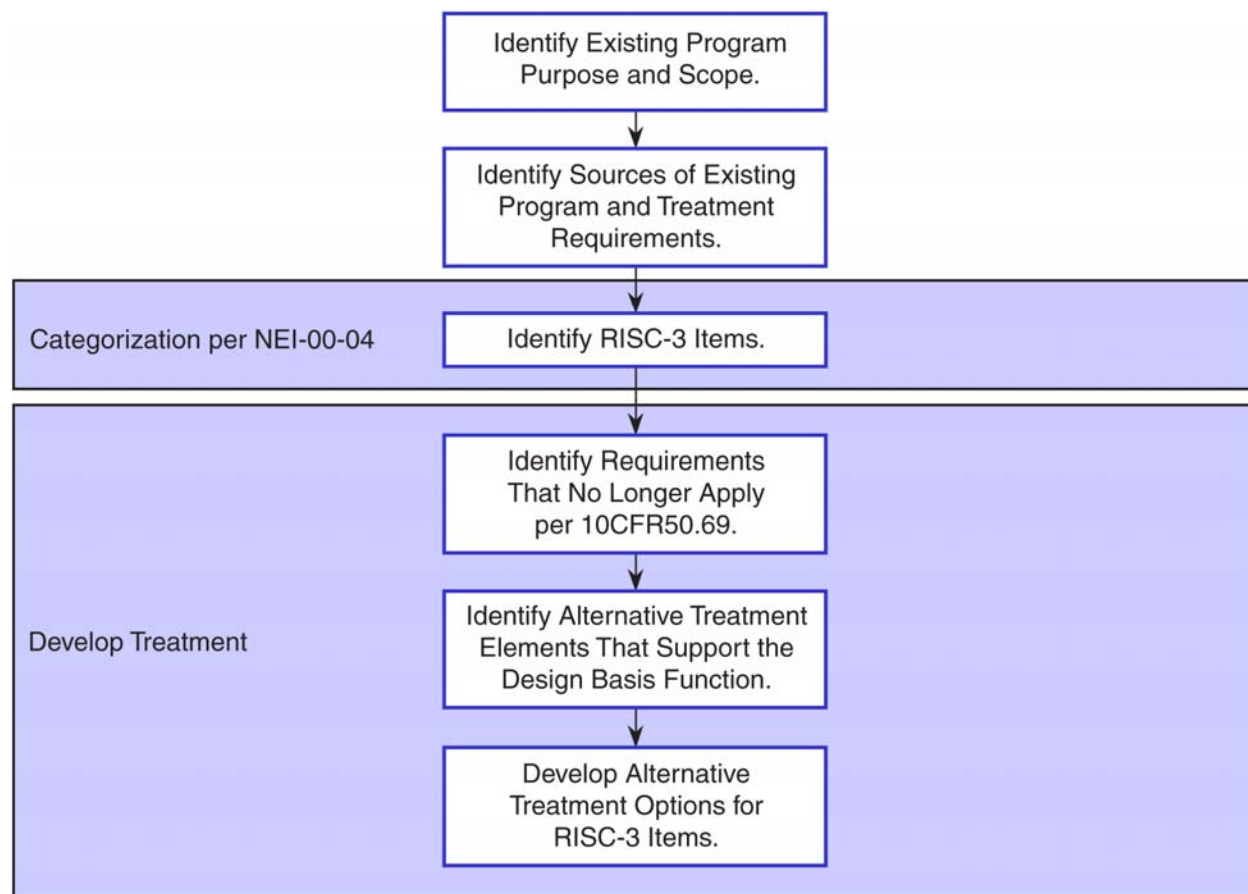 Identify Existing Program
Purpose and Scope.
Identify Sources of Existing
Program and Treatment
Requirements.
Categorization per NEI-00-04
Identify RISC-3 Items.
Develop Treatment
Identify Requirements
That No Longer Apply
per 10CFR50.69.
Identify Alternative Treatment
Elements That Support the
Design Basis Function.
Develop Alternative
Treatment Options for
RISC-3 Items.